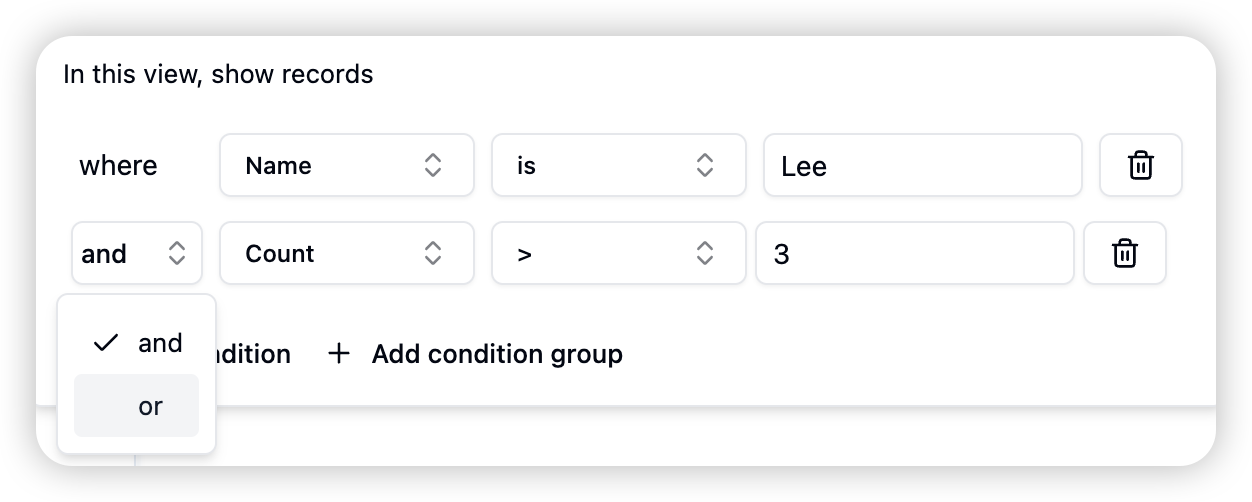 In this view, show records
where Name is Lee
and Count > 3
and
ndition + Add condition group
or